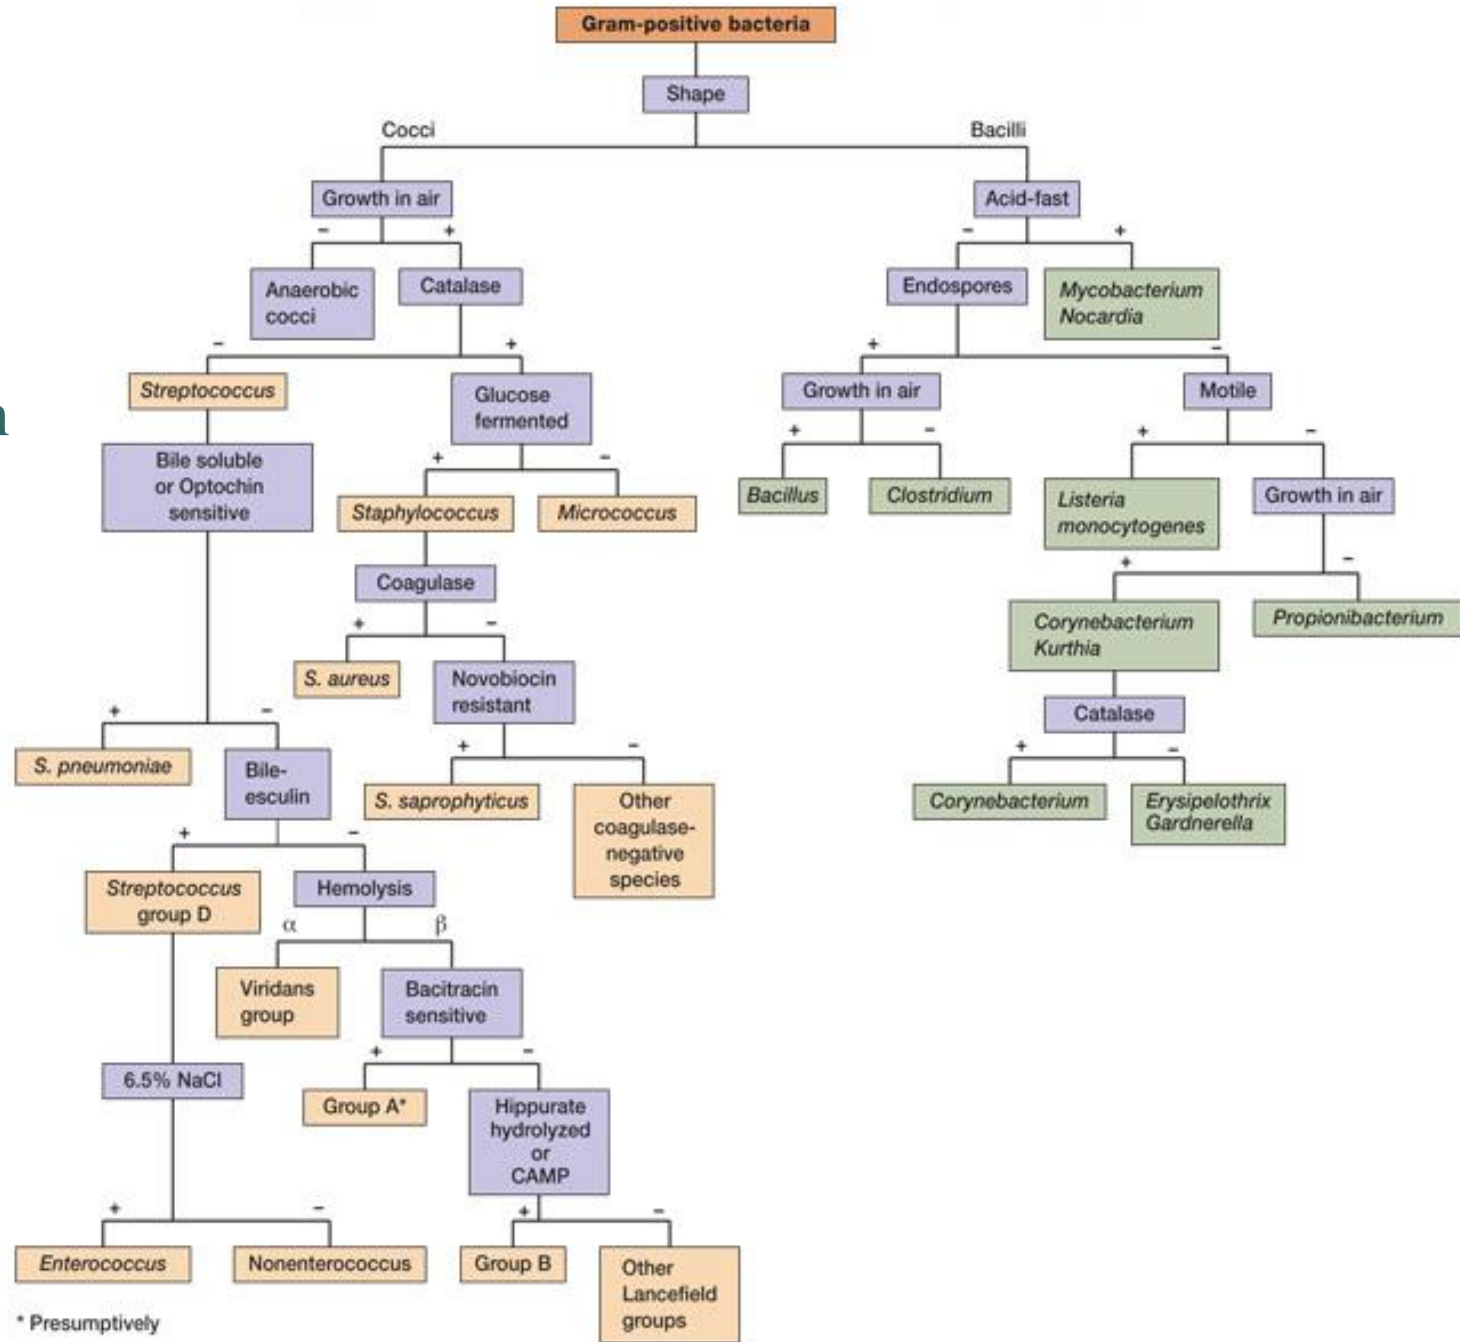 Gram-positive bacteria
Shape
Cocci
Bacilli
Growth in air
Acid-fast
− +
− +
Anaerobic
cocci
Catalase
Endospores
Mycobacterium
Nocardia
− +
+ −
Streptococcus
Glucose
fermented
Growth in air
Motile
n
Bile soluble
or Optochin
sensitive
+ −
+ −
+ −
Staphylococcus
Micrococcus
Bacillus
Clostridium
Listeria
monocytogenes
Growth in air
Coagulase
+ −
+ −
Corynebacterium
Kurthia
Propionibacterium
S. aureus
Novobiocin
resistant
Catalase
+ −
+ −
+ −
S. pneumoniae
Bile-
esculin
S. saprophyticus
Other
coagulase-
negative
species
Corynebacterium
Erysipelothrix
Gardnerella
+ −
Streptococcus
group D
Hemolysis
α β
Viridans
group
Bacitracin
sensitive
+ −
6.5% NaCl
Group A*
Hippurate
hydrolyzed
or
CAMP
+ −
+ −
Enterococcus
Nonenterococcus
Group B
Other
Lancefield
groups
* Presumptively